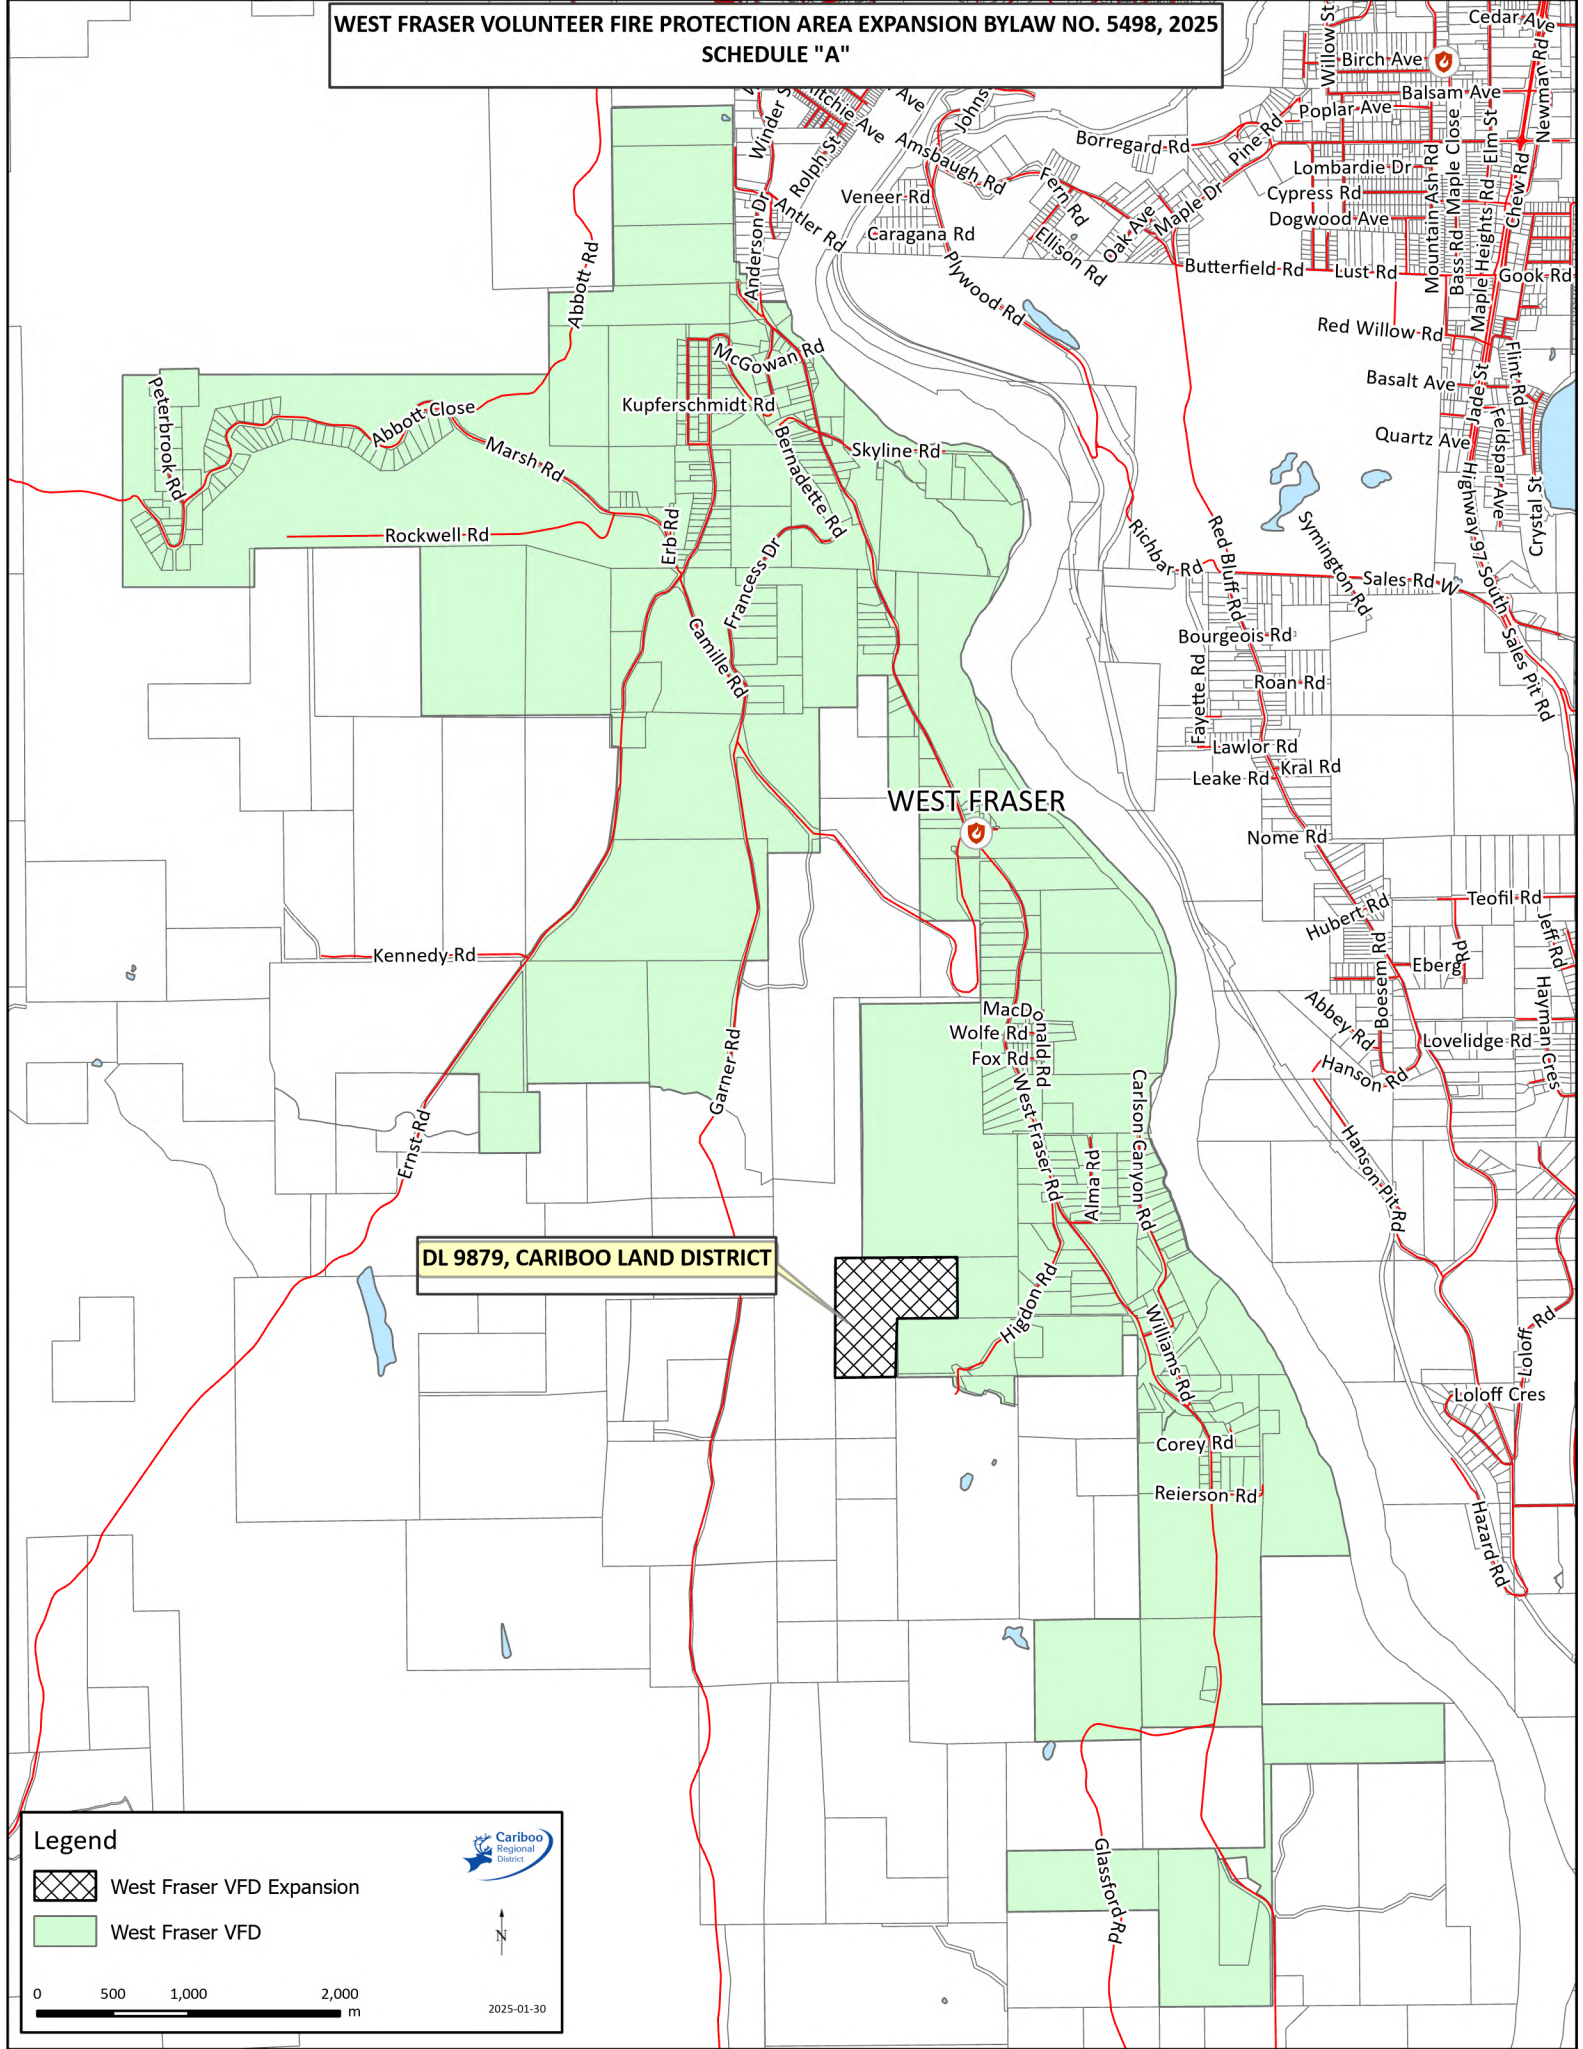 WEST FRASER VOLUNTEER FIRE PROTECTION AREA EXPANSION BYLAW NO. 5498, 2025
SCHEDULE "A"
Willow St
Cedar Ave
Birch Ave
Newman Rd
Balsam Ave
Poplar Ave
Winder S
itchie Ave
Ave
Johns
Rolph St
Amsbaugh Rd
Borregard Rd
Pine Rd
Maple Close
Elm St
Lombardie Dr
Mountain Ash Rd
Chew Rd
Veneer Rd
Fern Rd
Maple Dr
Cypress Rd
Dogwood Ave
Anderson Dr
Antler Rd
Caragana Rd
Ellison Rd
Oak Ave
Butterfield Rd
Lust Rd
Bass Rd
Maple Heights Rd
Gook Rd
Abbott Rd
Plywood Rd
Red Willow Rd
Flint Rd
McGowan Rd
Basalt Ave
Jade St
Peterbrook Rd
Abbott Close
Kupferschmidt Rd
Quartz Ave
Feldspar Ave
Marsh Rd
Bernadette Rd
Skyline Rd
Highway 97 South
Crystal St
Rockwell Rd
Erb Rd
Francess Dr
Richbar Rd
Red Bluff Rd
Symington Rd
Sales Rd W
Camille Rd
Bourgeois Rd
Sales Pit Rd
Fayette Rd
Roan Rd
Lawlor Rd
Kral Rd
Leake Rd
WEST FRASER
Nome Rd
Teofil Rd
Hubert Rd
Jeff Rd
Kennedy Rd
Boesem Rd
Eberg Rd
Hayman Cres
MacDonald Rd
Wolfe Rd
Abbey Rd
Lovelidge Rd
Fox Rd
Hanson Rd
Garner Rd
West Fraser Rd
Carlson Canyon Rd
Ernst Rd
Alma Rd
Hanson Pit Rd
DL 9879, CARIBOO LAND DISTRICT
Higdon Rd
Williams Rd
Loloff Rd
Loloff Cres
Corey Rd
Reierson Rd
Hazard Rd
Glassford Rd
Legend
Cariboo
Regional
District
West Fraser VFD Expansion
West Fraser VFD
N
0 500 1,000 2,000
m
2025-01-30